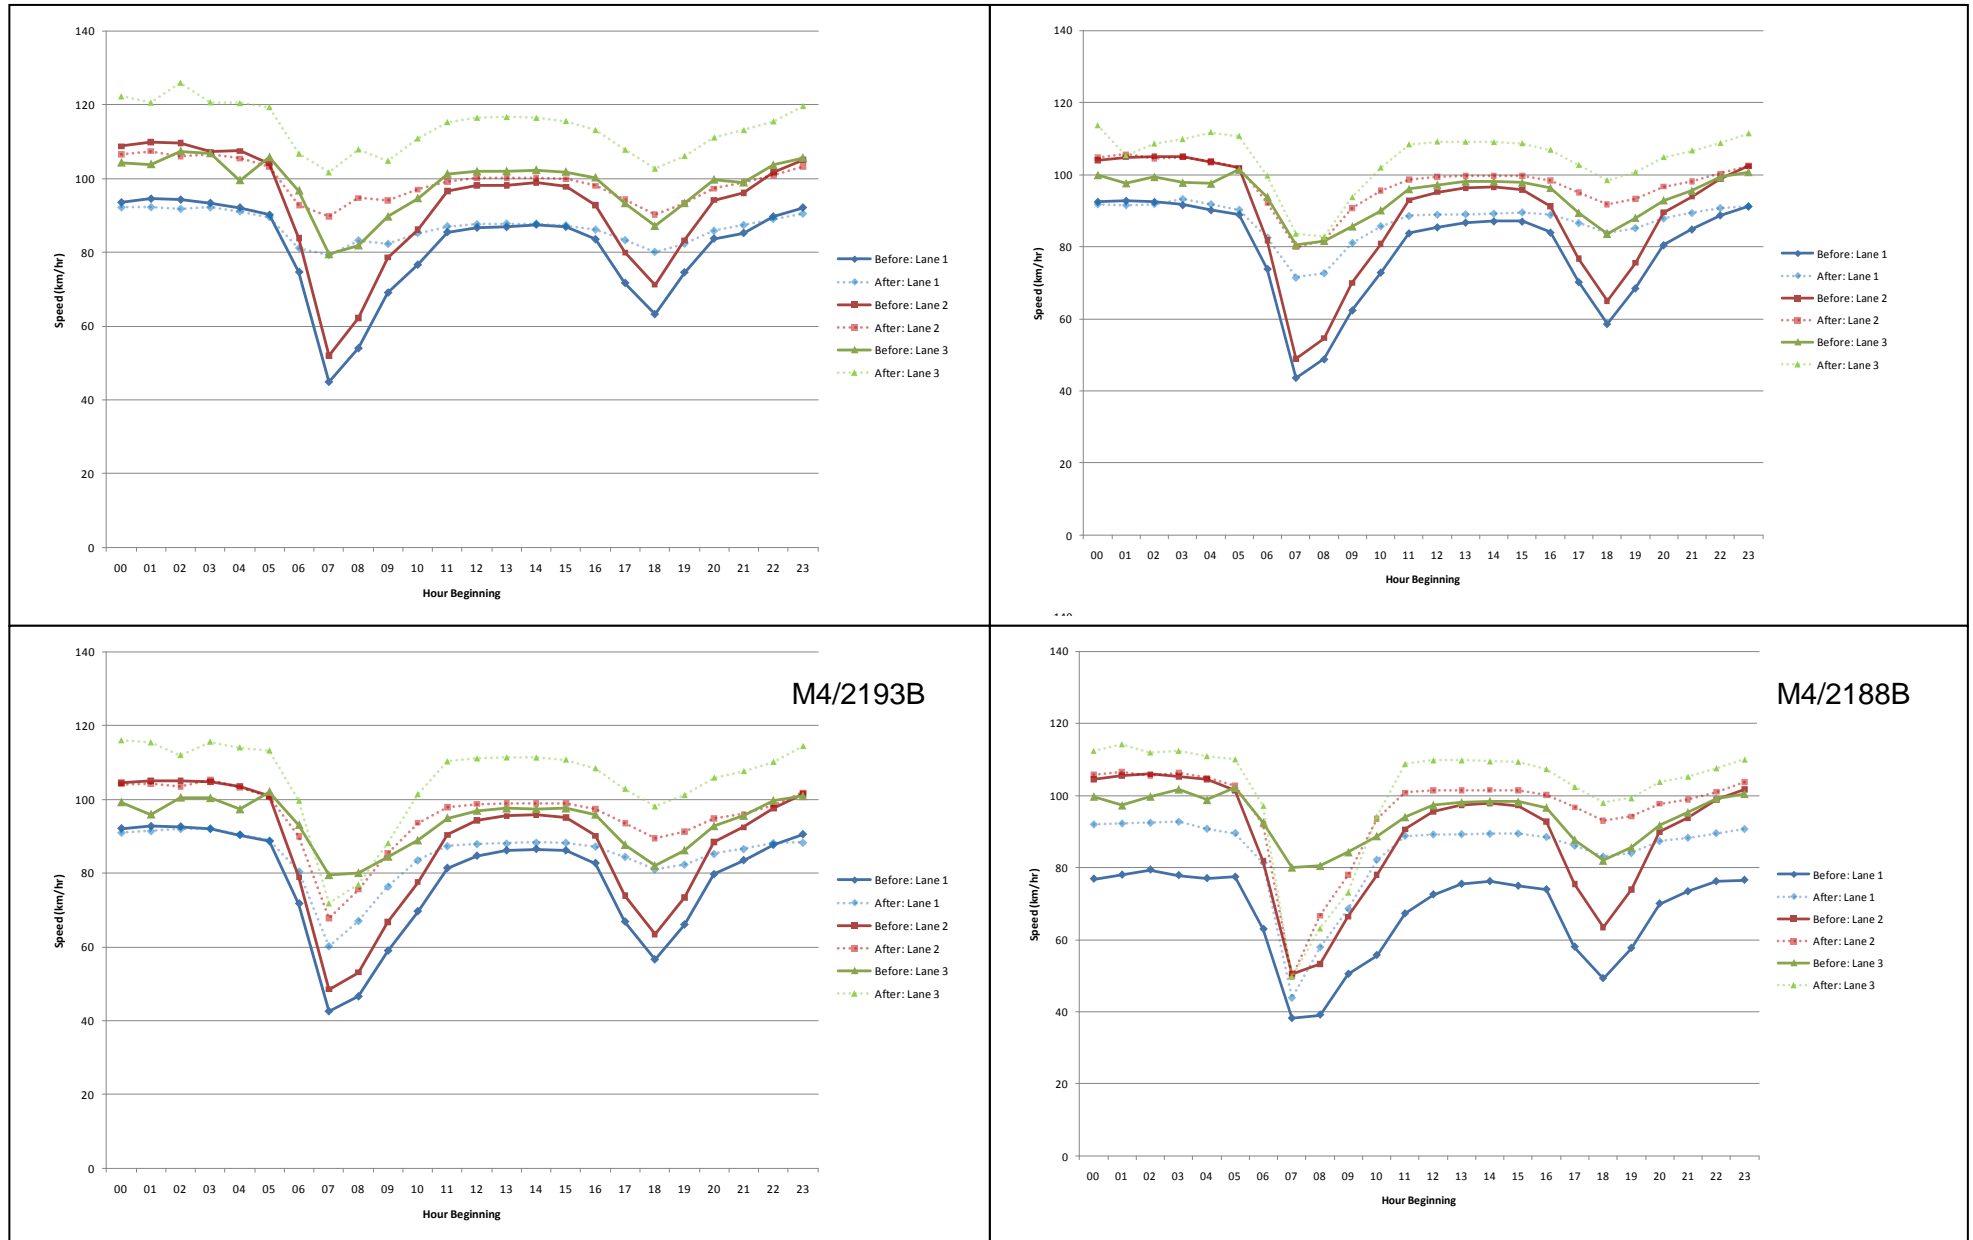 140
120
100
80
60
40
20
0
Speed (km/hr)
00 01 02 03 04 05 06 07 08 09 10 11 12 13 14 15 16 17 18 19 20 21 22 23
Hour Beginning
Before: Lane 1
After: Lane 1
Before: Lane 2
After: Lane 2
Before: Lane 3
After: Lane 3
140
120
100
80
60
40
20
0
Speed (km/hr)
00 01 02 03 04 05 06 07 08 09 10 11 12 13 14 15 16 17 18 19 20 21 22 23
Hour Beginning
Before: Lane 1
After: Lane 1
Before: Lane 2
After: Lane 2
Before: Lane 3
After: Lane 3
M4/2193B
140
120
100
80
60
40
20
0
Speed (km/hr)
00 01 02 03 04 05 06 07 08 09 10 11 12 13 14 15 16 17 18 19 20 21 22 23
Hour Beginning
Before: Lane 1
After: Lane 1
Before: Lane 2
After: Lane 2
Before: Lane 3
After: Lane 3
M4/2188B
140
120
100
80
60
40
20
0
Speed (km/hr)
00 01 02 03 04 05 06 07 08 09 10 11 12 13 14 15 16 17 18 19 20 21 22 23
Hour Beginning
Before: Lane 1
After: Lane 1
Before: Lane 2
After: Lane 2
Before: Lane 3
After: Lane 3